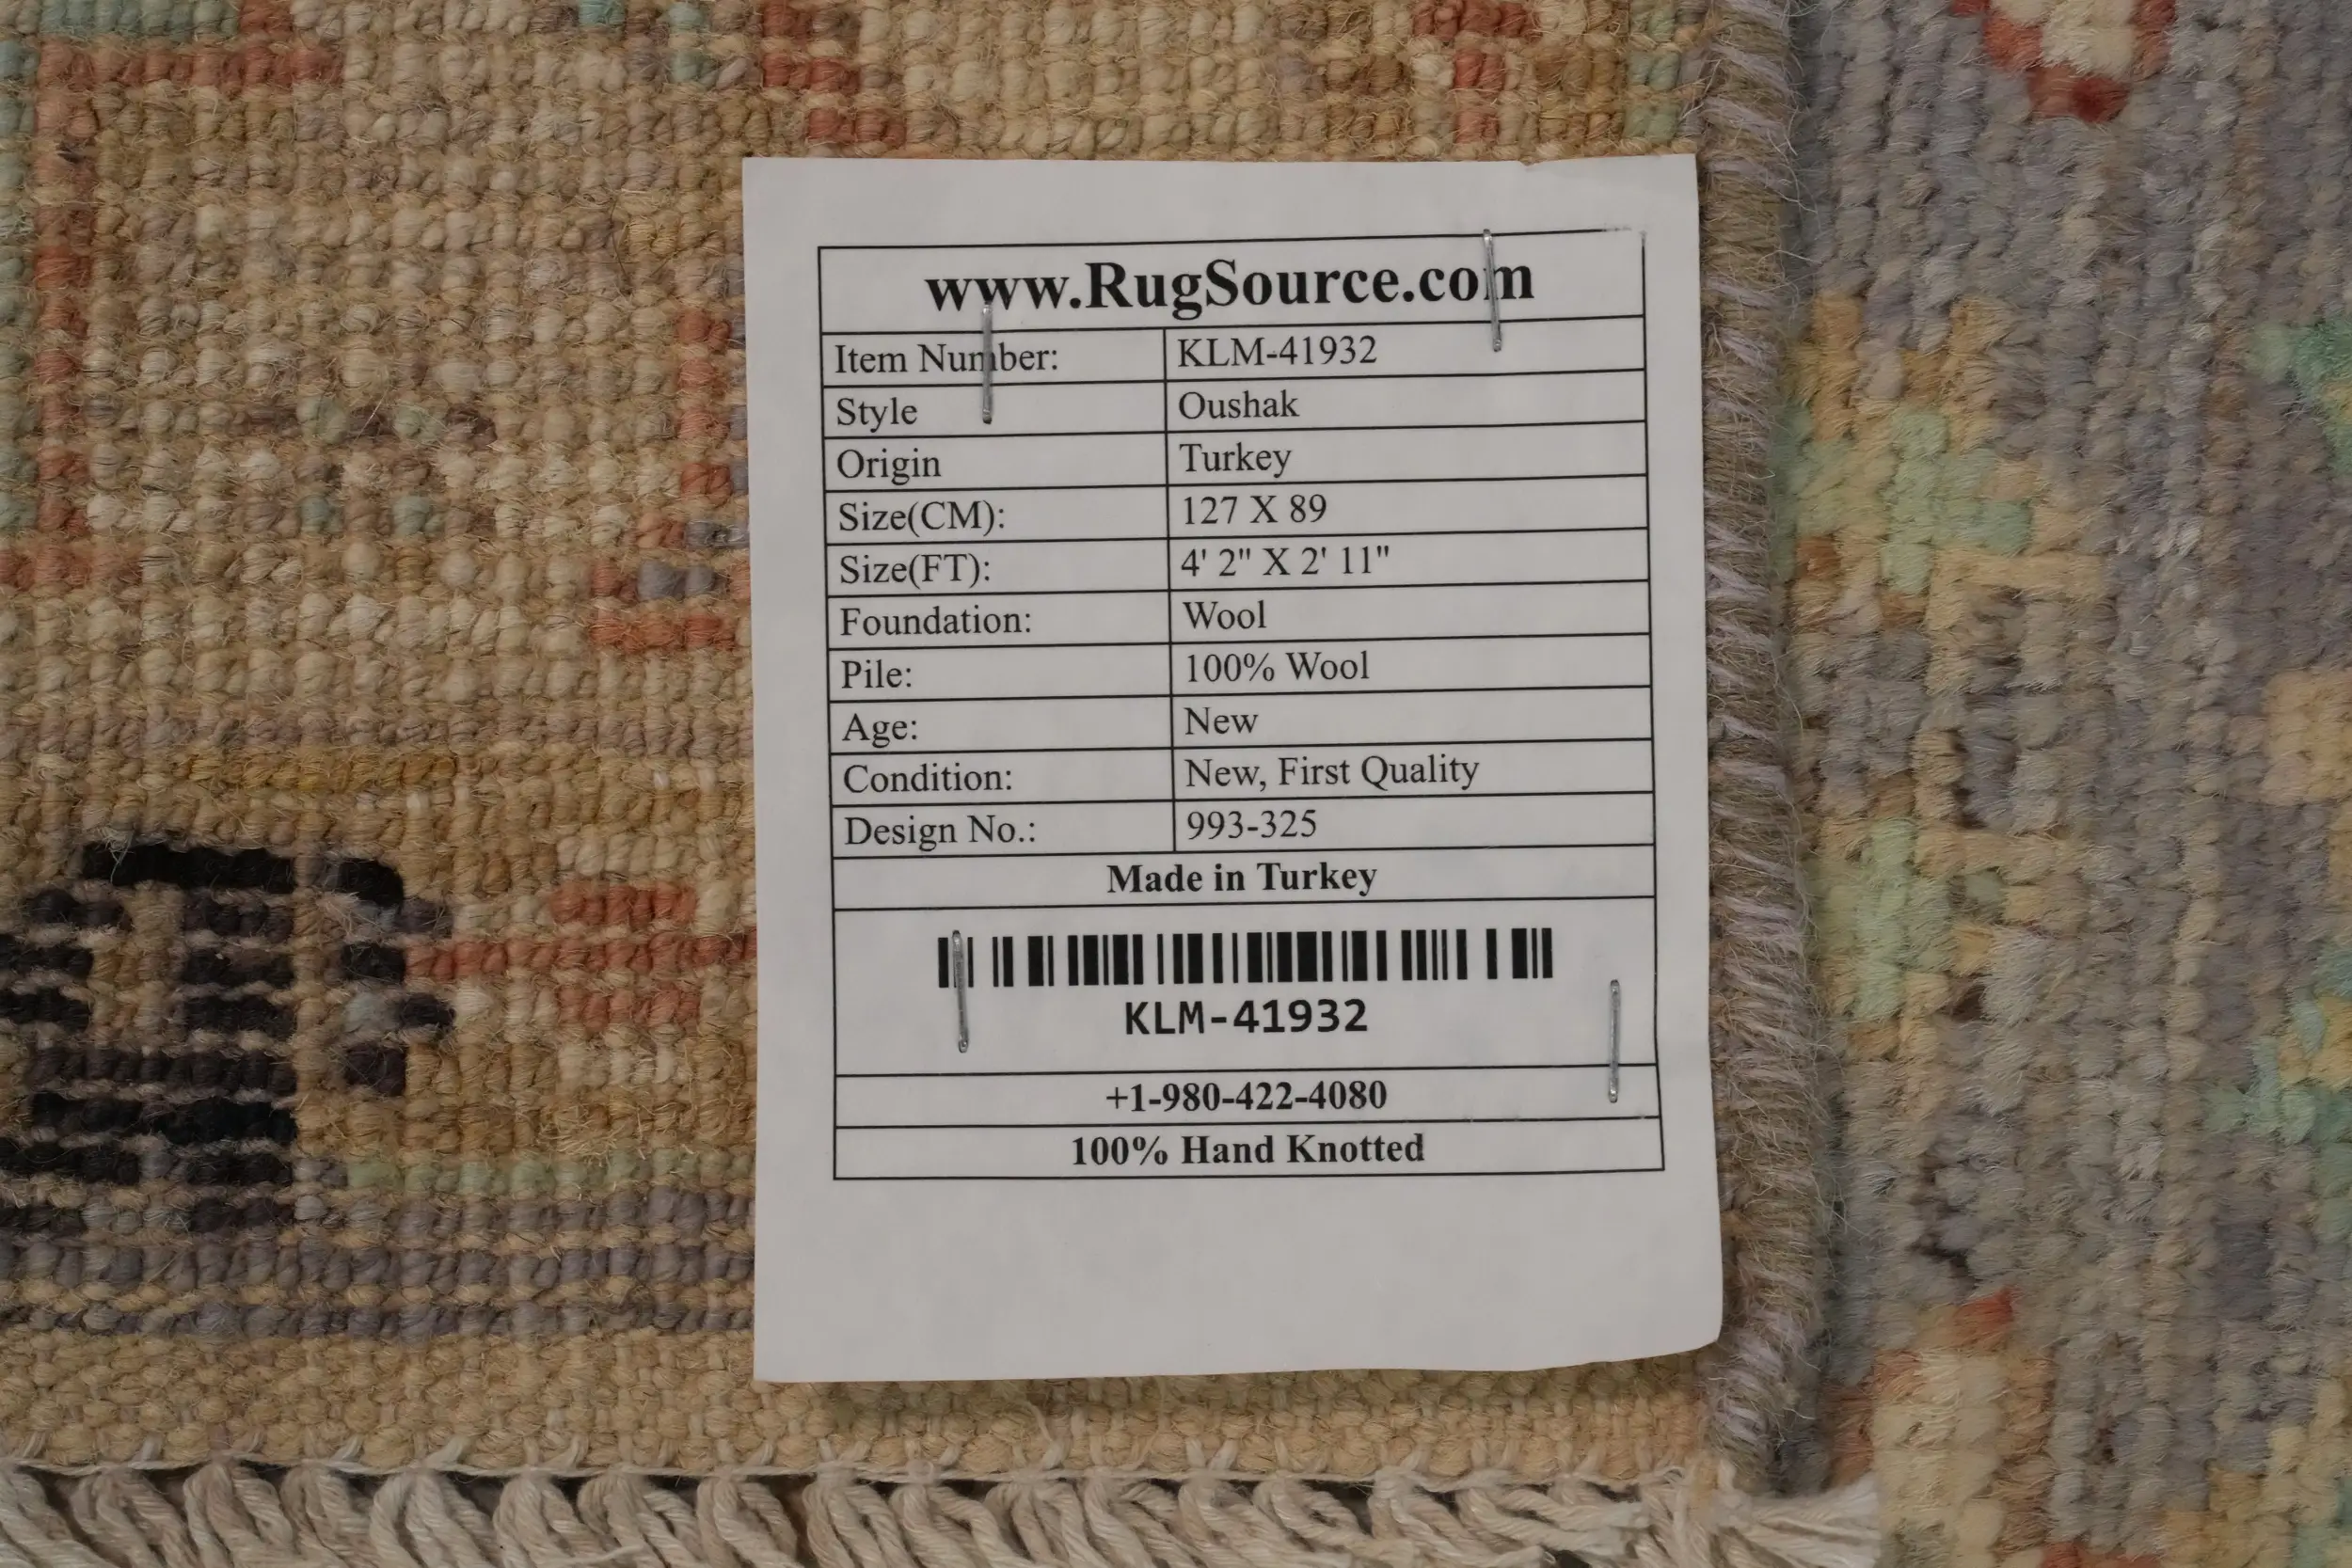 www.RugSource.com
Item Number: KLM-41932
Style Oushak
Origin Turkey
Size(CM): 127 X 89
Size(FT): 4' 2" X 2' 11"
Foundation: Wool
Pile: 100% Wool
Age: New
Condition: New, First Quality
Design No.: 993-325
Made in Turkey
KLM-41932
+1-980-422-4080
100% Hand Knotted